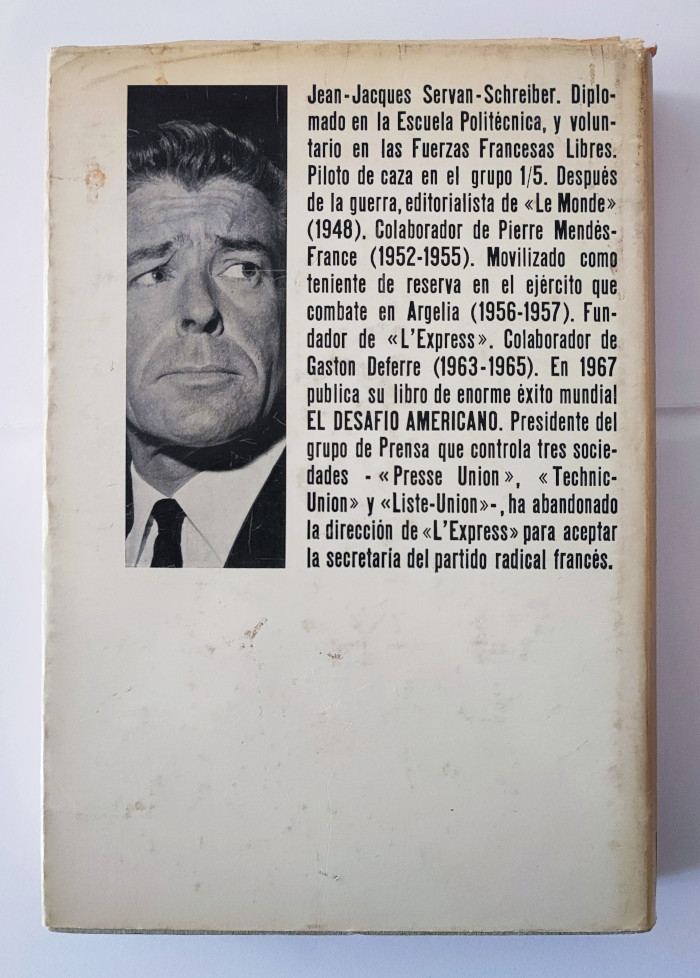 Jean-Jacques Servan-Schreiber. Diplo-
mado en la Escuela Politécnica, y volun-
tario en las Fuerzas Francesas Libres.
Piloto de caza en el grupo 1/5. Después
de la guerra, editorialista de «Le Monde»
(1948). Colaborador de Pierre Mendès-
France (1952-1955). Movilizado como
teniente de reserva en el ejército que
combate en Argelia (1956-1957). Fun-
dador de «L'Express». Colaborador de
Gaston Deferre (1963-1965). En 1967
publica su libro de enorme éxito mundial
EL DESAFIO AMERICANO. Presidente del
grupo de Prensa que controla tres socie-
dades - «Presse Union», «Technic-
Union» y «Liste-Union»-, ha abandonado
la dirección de «L'Express» para aceptar
la secretaría del partido radical francés.